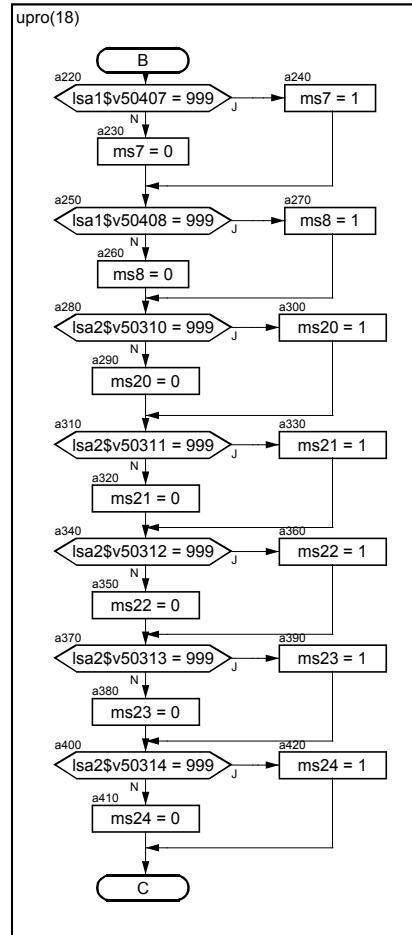 upro(18)
B
a220
lsa1$v50407 = 999
J
a240
ms7 = 1
N
a230
ms7 = 0
a250
lsa1$v50408 = 999
J
a270
ms8 = 1
N
a260
ms8 = 0
a280
lsa2$v50310 = 999
J
a300
ms20 = 1
N
a290
ms20 = 0
a310
lsa2$v50311 = 999
J
a330
ms21 = 1
N
a320
ms21 = 0
a340
lsa2$v50312 = 999
J
a360
ms22 = 1
N
a350
ms22 = 0
a370
lsa2$v50313 = 999
J
a390
ms23 = 1
N
a380
ms23 = 0
a400
lsa2$v50314 = 999
J
a420
ms24 = 1
N
a410
ms24 = 0
C